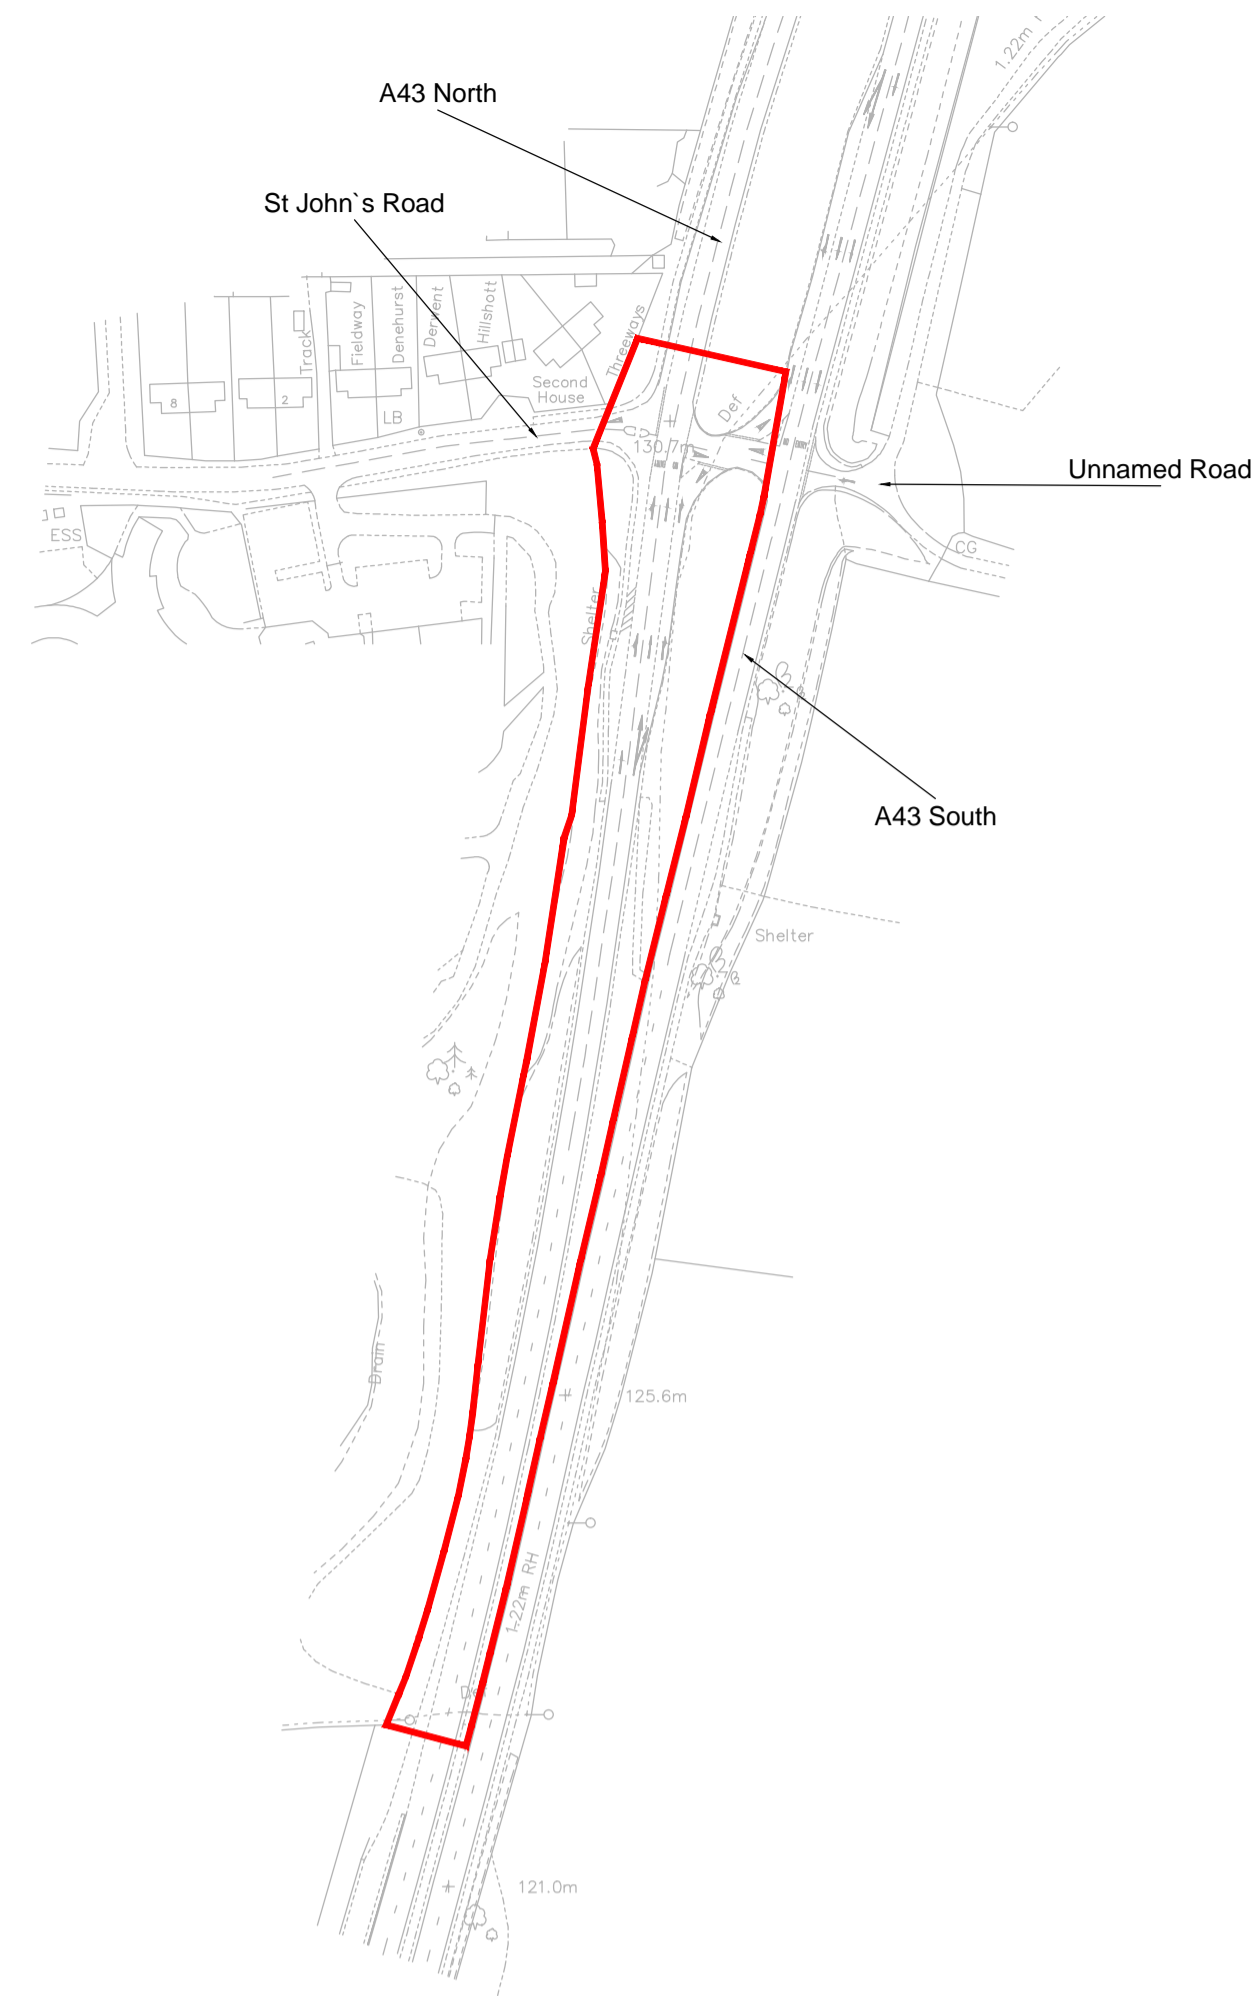 1.22m
A43 North
St John`s Road
Track
Fieldway
Denehurst
Derwent
Hillshott
Threeways
Second
House
8
2
LB
Def
130.7m
Unnamed Road
ESS
CG
Shelter
A43 South
Shelter
Drain
125.6m
1.22m RH
Def
121.0m